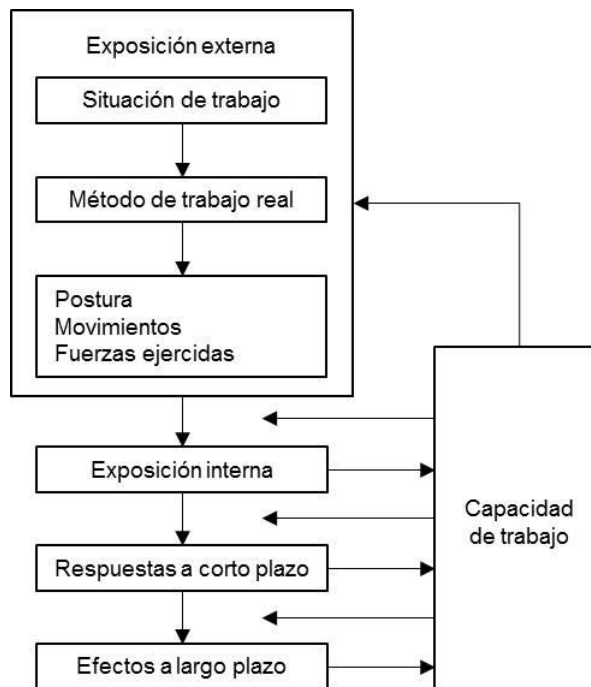 Exposición externa
Situación de trabajo
Método de trabajo real
Postura
Movimientos
Fuerzas ejercidas
Exposición interna
Respuestas a corto plazo
Efectos a largo plazo
Capacidad
de trabajo